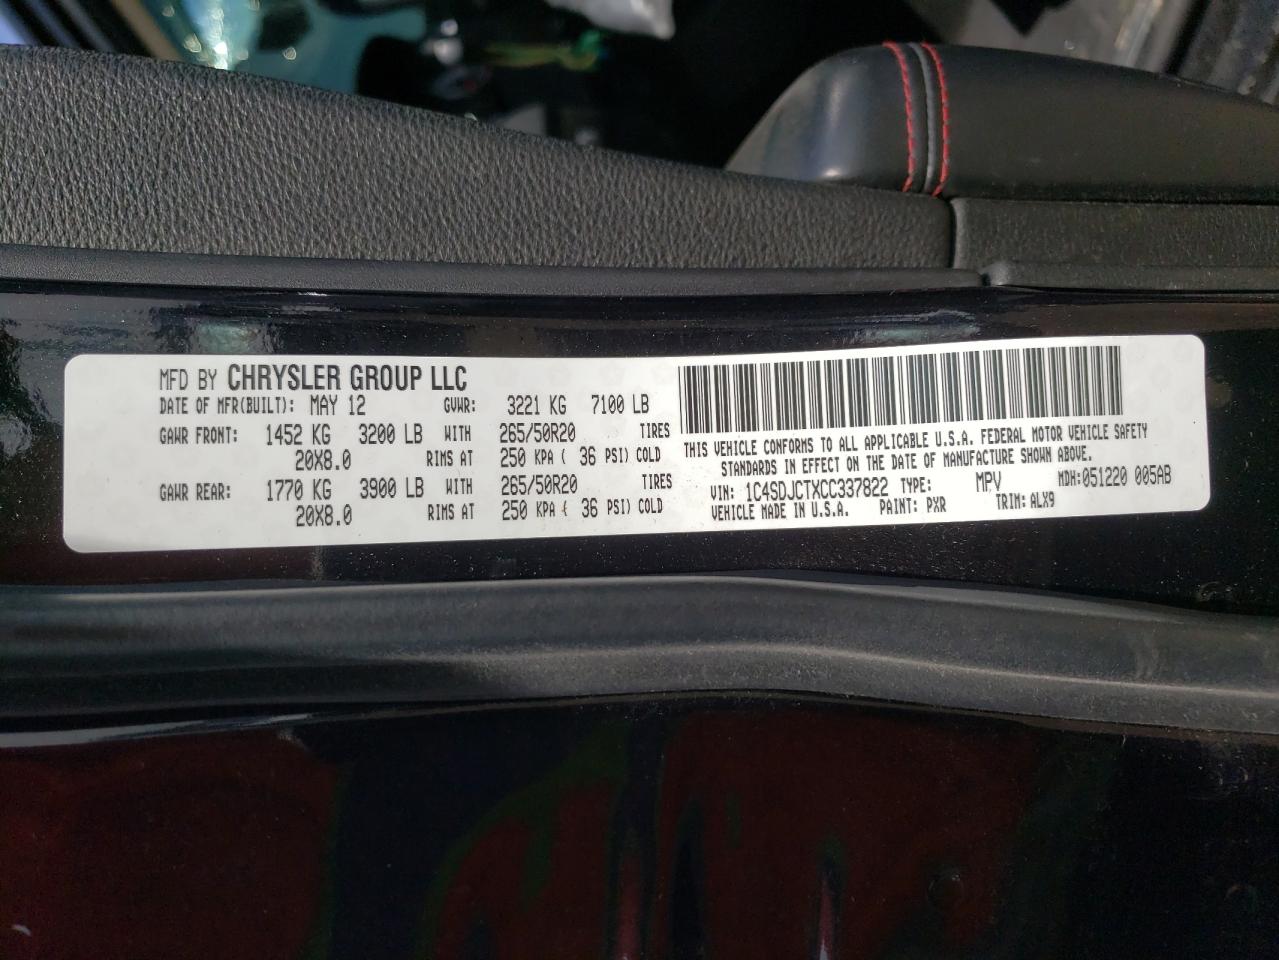 MFD BY CHRYSLER GROUP LLC
DATE OF MFR(BUILT): MAY 12 GVWR: 3221 KG 7100 LB
GAWR FRONT: 1452 KG 3200 LB WITH 265/50R20 TIRES
20X8.0 RIMS AT 250 KPA ( 36 PSI) COLD
GAWR REAR: 1770 KG 3900 LB WITH 265/50R20
20X8.0 RIMS AT 250 KPA ( 36 PSI) COLD
THIS VEHICLE CONFORMS TO ALL APPLICABLE U.S.A. FEDERAL MOTOR VEHICLE SAFETY
STANDARDS IN EFFECT ON THE DATE OF MANUFACTURE SHOWN ABOVE.
VIN: 1C4SDJCTXCC337822 TYPE: MPV MDH:051220 005AB
VEHICLE MADE IN U.S.A. PAINT: PXR TRIM: ALX9